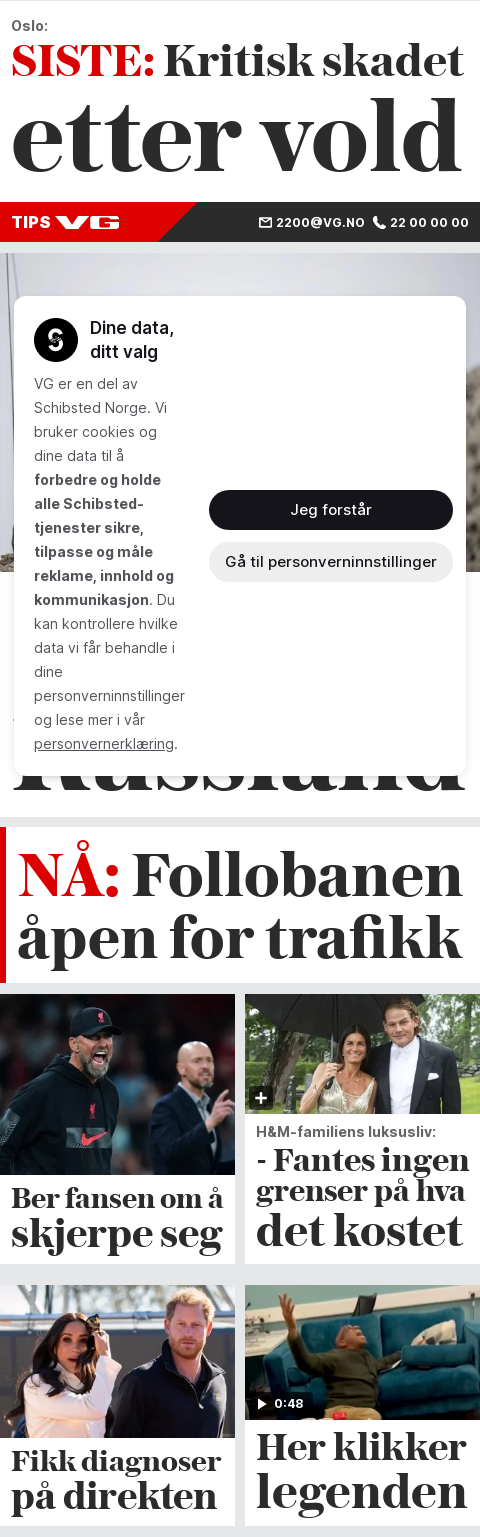 Oslo:
SISTE: Kritisk skadet
etter vold
TIPS VG
2200@VG.NO 22 00 00 00
Dine data,
ditt valg
VG er en del av
Schibsted Norge. Vi
bruker cookies og
dine data til å
forbedre og holde
alle Schibsted-
tjenester sikre,
tilpasse og måle
reklame, innhold og
kommunikasjon. Du
kan kontrollere hvilke
data vi får behandle i
dine
personverninnstillinger
og lese mer i vår
personvernerklæring.
Jeg forstår
Gå til personverninnstillinger
Russland
NÅ: Follobanen
åpen for trafikk
Ber fansen om å
skjerpe seg
H&M-familiens luksusliv:
- Fantes ingen
grenser på hva
det kostet
Fikk diagnoser
på direkten
0:48
Her klikker
legenden